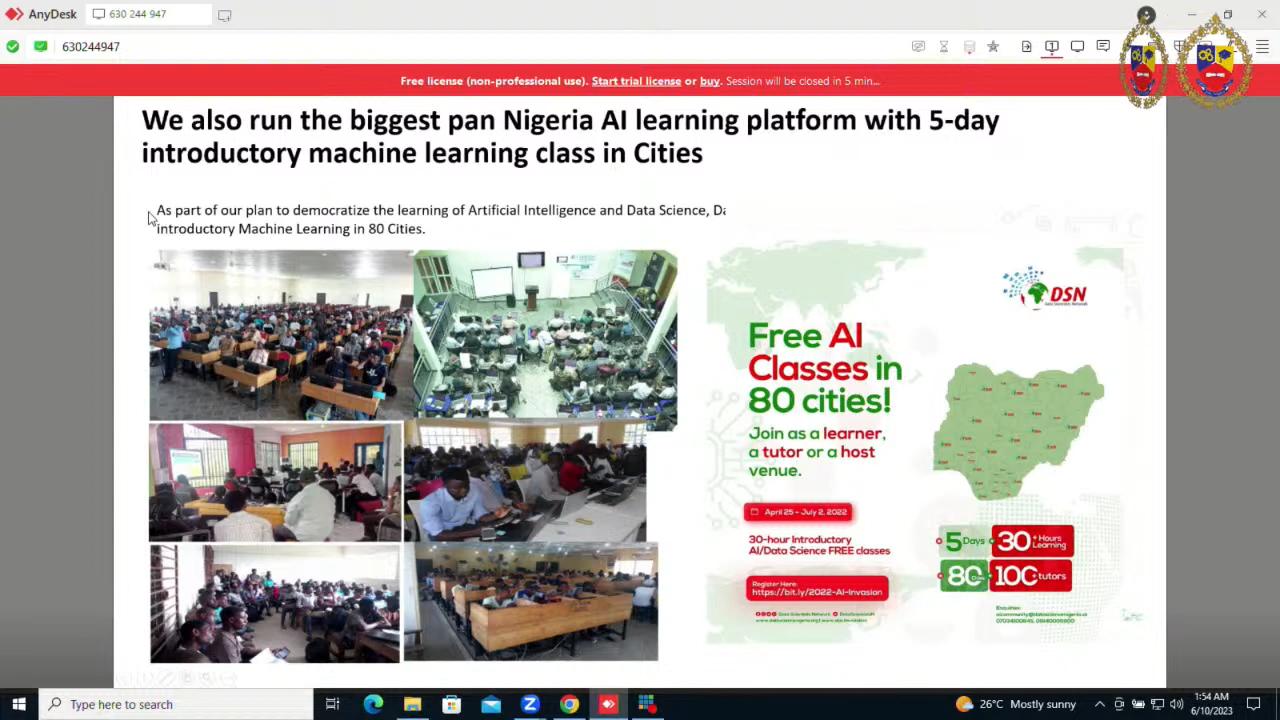 AnyDesk
630 244 947
630244947
Free license (non-professional use). Start trial license or buy. Session will be closed in 5 min...
We also run the biggest pan Nigeria AI learning platform with 5-day
introductory machine learning class in Cities
As part of our plan to democratize the learning of Artificial Intelligence and Data Science, Da
introductory Machine Learning in 80 Cities.
DSN
Free AI
Classes in
80 cities!
Join as a learner,
a tutor or a host
venue.
April 25 - July 2, 2022
30-hour Introductory
AI/Data Science FREE classes
Register Here:
https://bit.ly/2022-AI-Invasion
5 Days
30+ Hours
Learning
80
100+ tutors
Enquiries:
Type here to search
26°C Mostly sunny
1:54 AM
6/10/2023